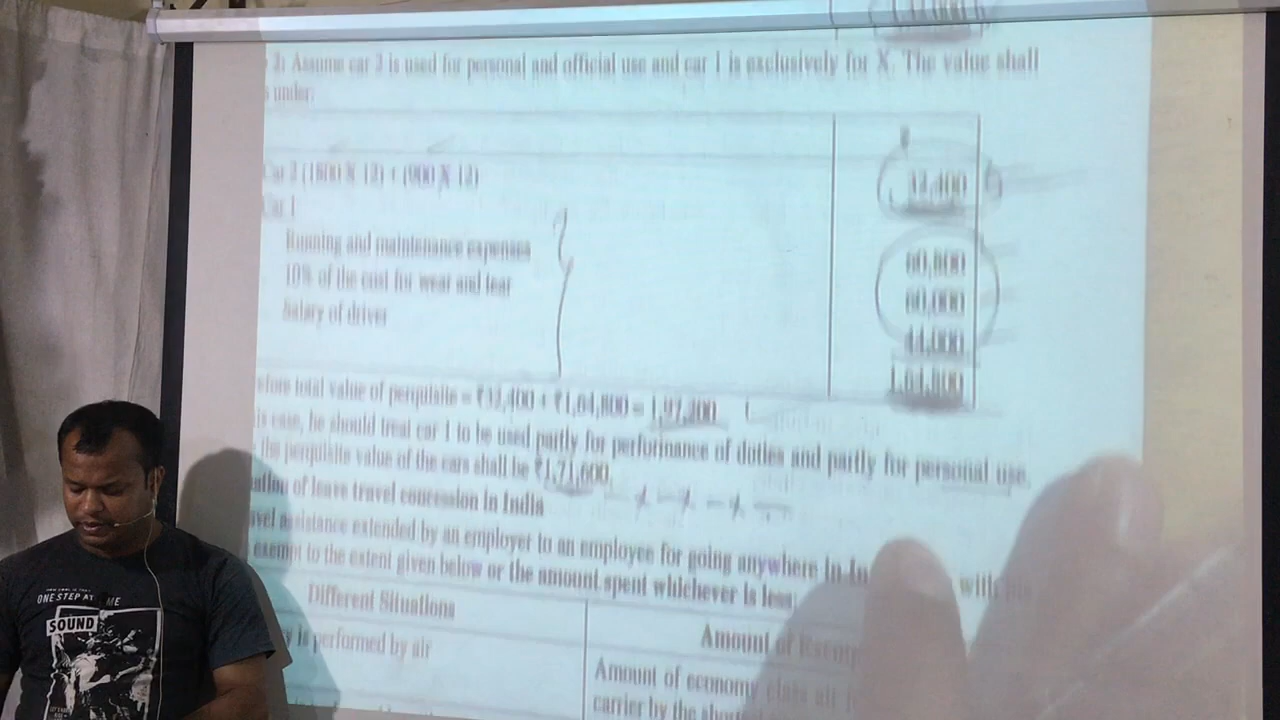 2: Assume car 2 is used for personal and official use and car 1 is exclusively for X. The value shall
under:
Car 2 (1800 X 12) + (900 X 12)
32,400
Car 1
Running and maintenance expenses
60,800
10% of the cost for wear and tear
60,000
Salary of driver
44,000
1,64,800
total value of perquisite = ₹32,400 + ₹1,64,800 = 1,97,200
case, he should treat car 1 to be used partly for performance of duties and partly for personal use.
the perquisite value of the cars shall be ₹1,71,600.
of leave travel concession in India
assistance extended by an employer to an employee for going anywhere in
exempt to the extent given below or the amount spent whichever is less:
Different Situations
Amount of
is performed by air
Amount of economy class air
carrier by the
ONE STEP AT ME
SOUND